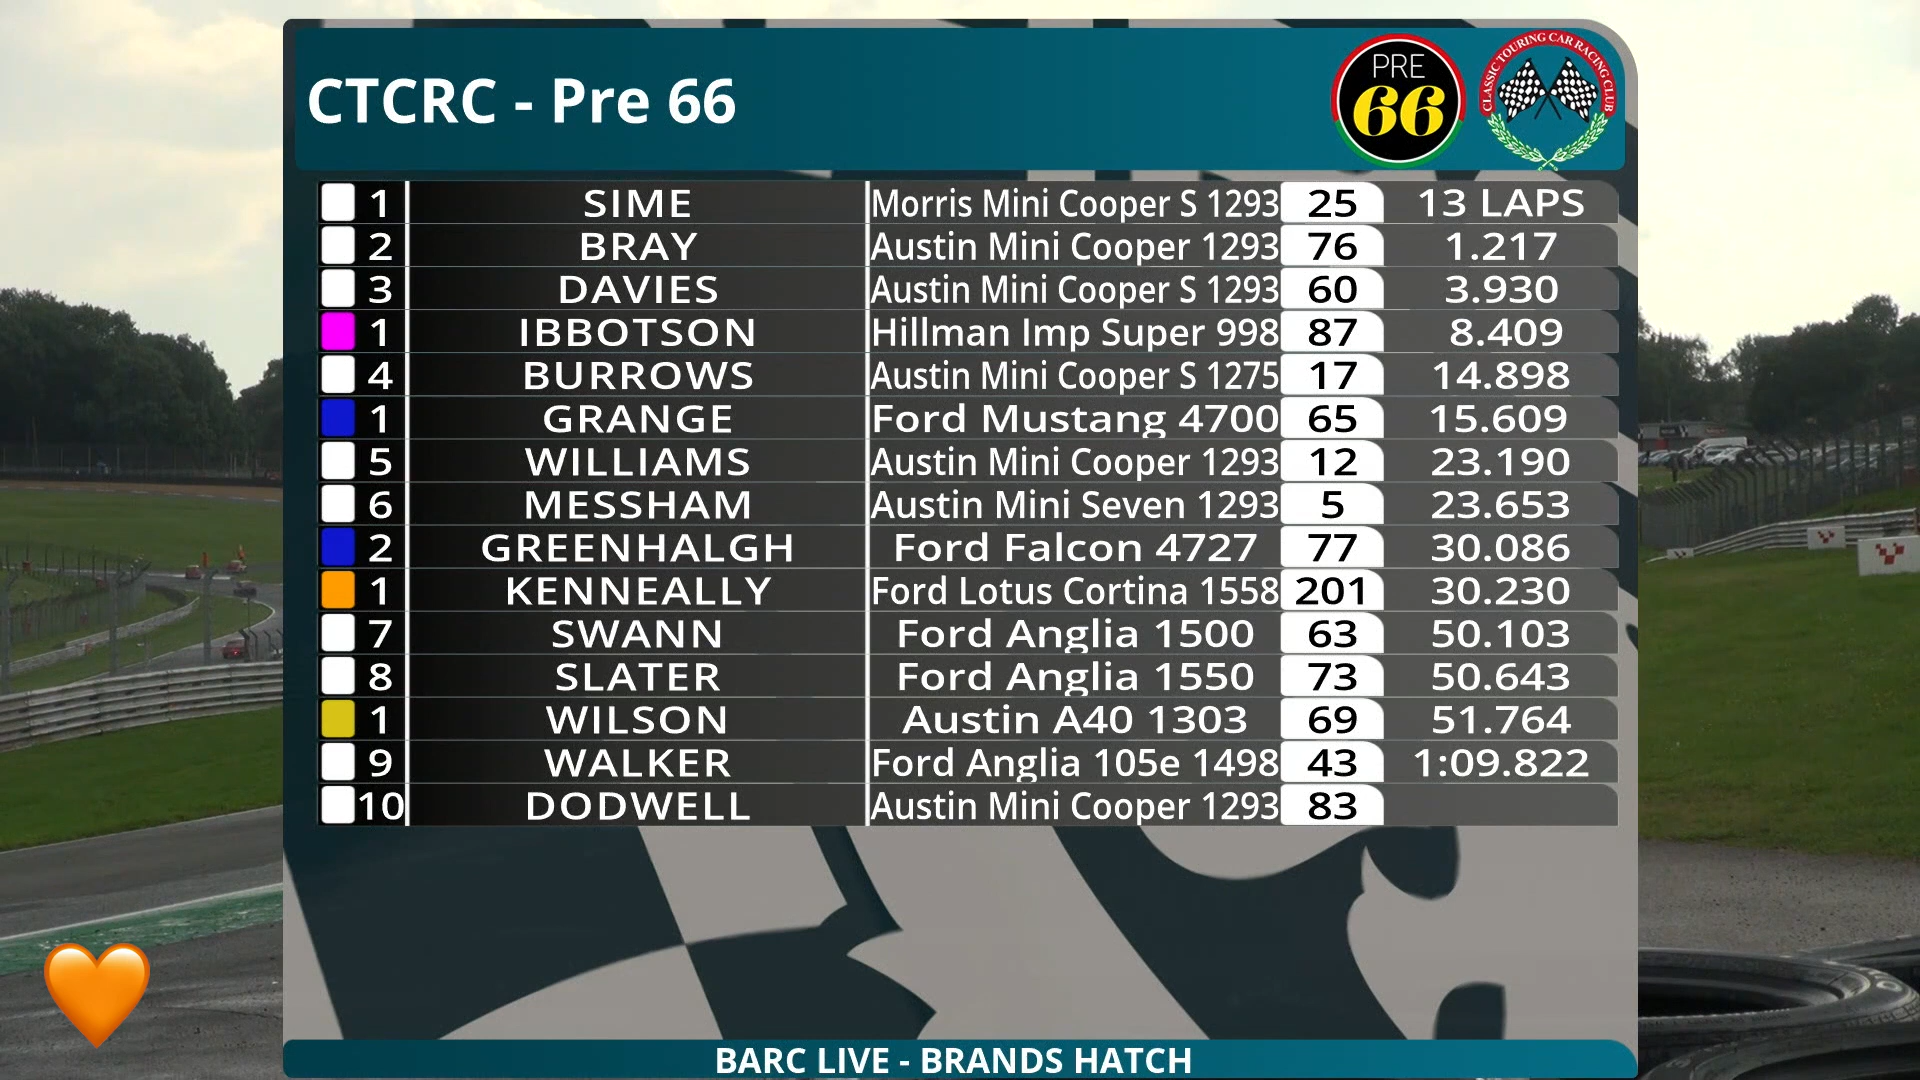 CTCRC - Pre 66
PRE
66
CLASSIC TOURING CAR RACING CLUB
1 SIME Morris Mini Cooper S 1293 25 13 LAPS
2 BRAY Austin Mini Cooper 1293 76 1.217
3 DAVIES Austin Mini Cooper S 1293 60 3.930
1 IBBOTSON Hillman Imp Super 998 87 8.409
4 BURROWS Austin Mini Cooper S 1275 17 14.898
1 GRANGE Ford Mustang 4700 65 15.609
5 WILLIAMS Austin Mini Cooper 1293 12 23.190
6 MESSHAM Austin Mini Seven 1293 5 23.653
2 GREENHALGH Ford Falcon 4727 77 30.086
1 KENNEALLY Ford Lotus Cortina 1558 201 30.230
7 SWANN Ford Anglia 1500 63 50.103
8 SLATER Ford Anglia 1550 73 50.643
1 WILSON Austin A40 1303 69 51.764
9 WALKER Ford Anglia 105e 1498 43 1:09.822
10 DODWELL Austin Mini Cooper 1293 83
BARC LIVE - BRANDS HATCH